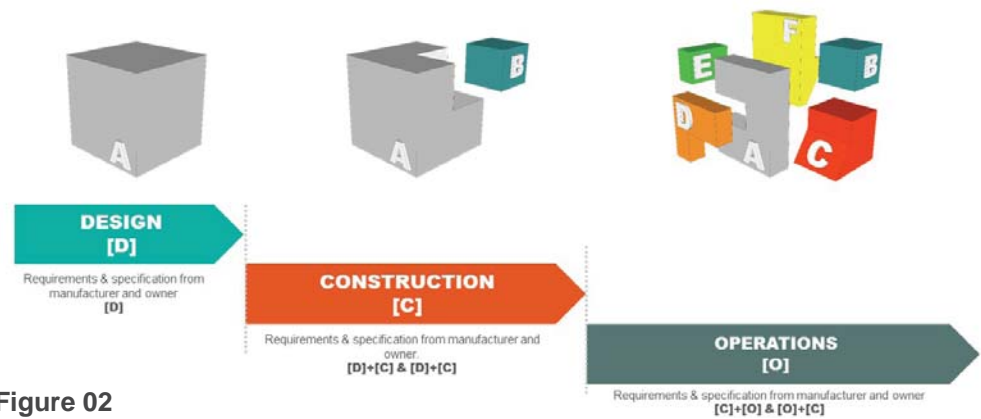 A
A
B
F
E
B
D
A
C
DESIGN
[D]
Requirements & specification from
manufacturer and owner
[D]
CONSTRUCTION
[C]
Requirements & specification from manufacturer and
owner.
[D]+[C] & [D]+[C]
OPERATIONS
[O]
Requirements & specification from manufacturer and owner
[C]+[O] & [O]+[C]
Figure 02